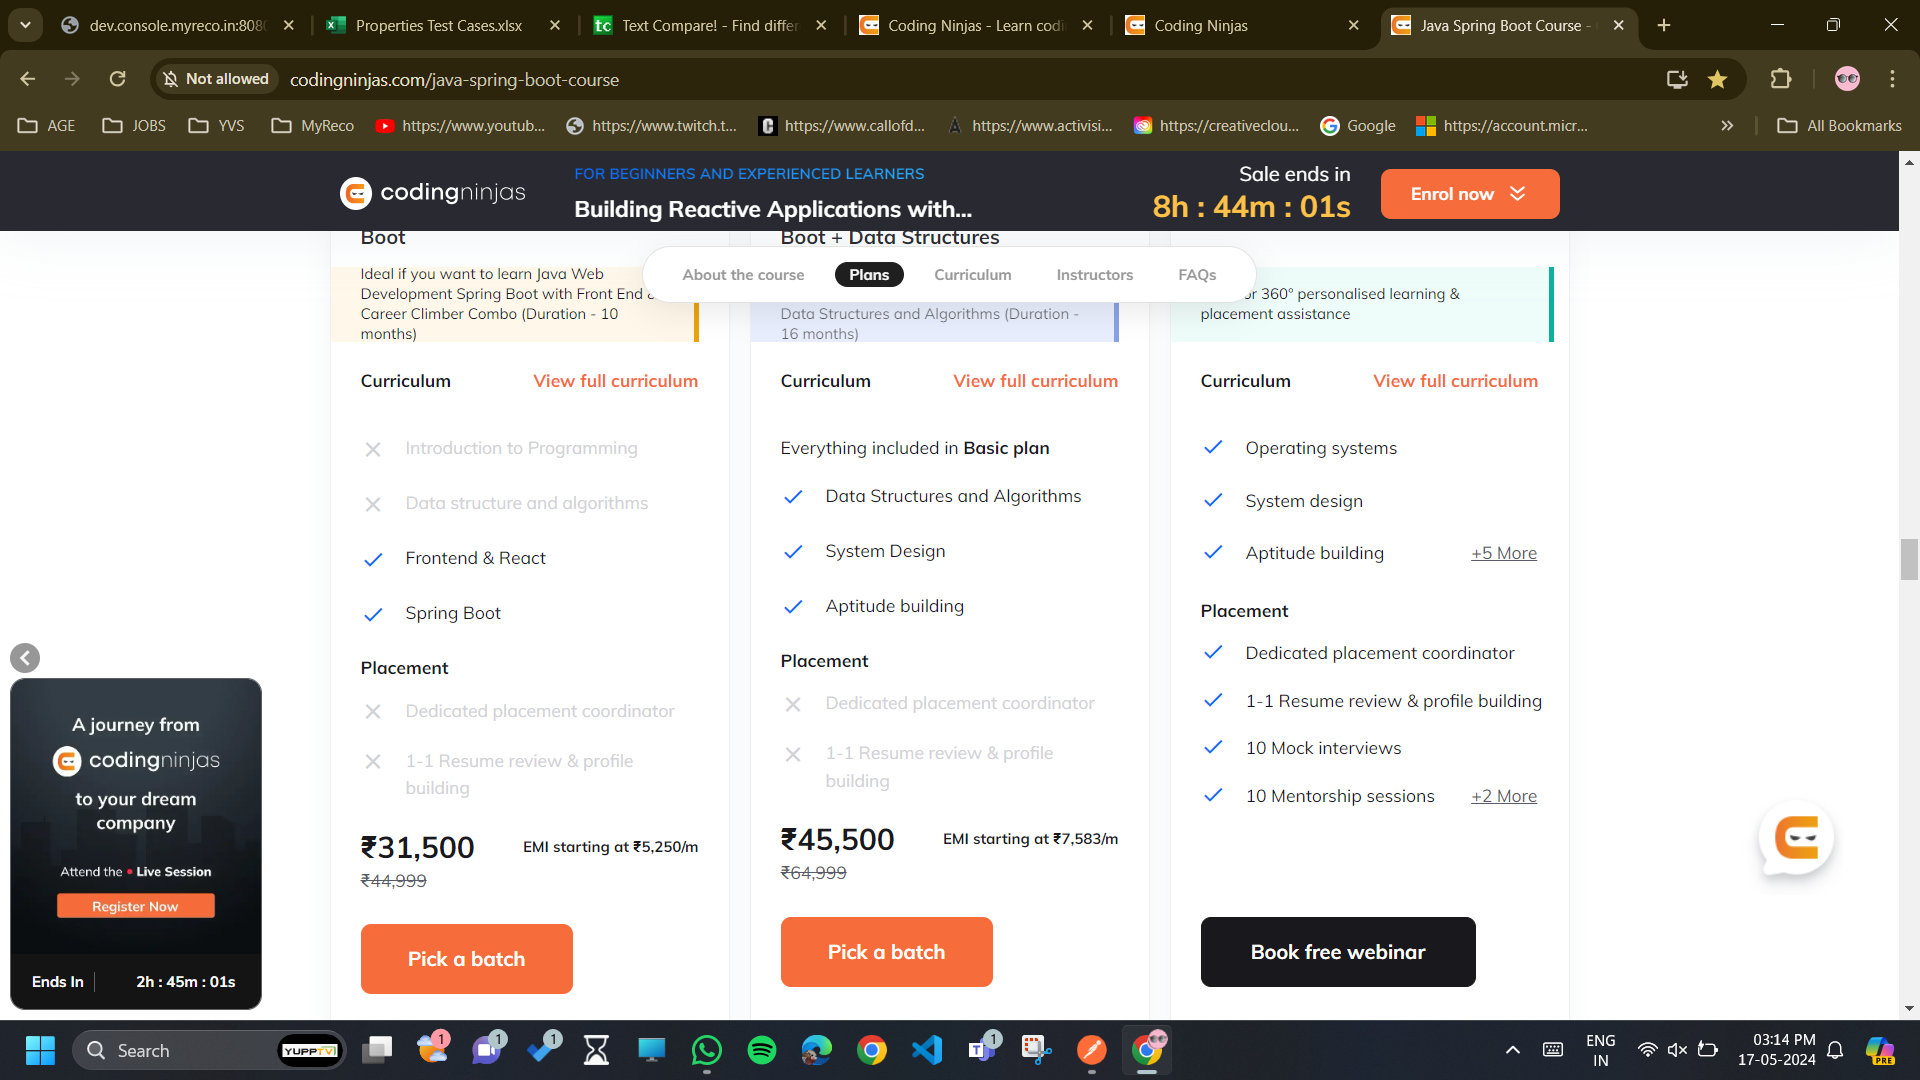 dev.console.myreco.in:808
Properties Test Cases.xlsx
tc
Text Compare! - Find differ
Coding Ninjas - Learn codi
Coding Ninjas
Java Spring Boot Course -
Not allowed
codingninjas.com/java-spring-boot-course
AGE
JOBS
YVS
MyReco
https://www.youtub...
https://www.twitch.t...
https://www.callofd...
https://www.activisi...
https://creativeclou...
Google
https://account.micr...
All Bookmarks
codingninjas
FOR BEGINNERS AND EXPERIENCED LEARNERS
Building Reactive Applications with...
Sale ends in
8h : 44m : 01s
Enrol now
About the course
Plans
Curriculum
Instructors
FAQs
Boot
Ideal if you want to learn Java Web
Development Spring Boot with Front End
Career Climber Combo (Duration - 10
months)
Curriculum
View full curriculum
Introduction to Programming
Data structure and algorithms
Frontend & React
Spring Boot
Placement
Dedicated placement coordinator
1-1 Resume review & profile
building
₹31,500
EMI starting at ₹5,250/m
₹44,999
Pick a batch
Boot + Data Structures
Data Structures and Algorithms (Duration -
16 months)
Curriculum
View full curriculum
Everything included in Basic plan
Data Structures and Algorithms
System Design
Aptitude building
Placement
Dedicated placement coordinator
1-1 Resume review & profile
building
₹45,500
EMI starting at ₹7,583/m
₹64,999
Pick a batch
360° personalised learning &
placement assistance
Curriculum
View full curriculum
Operating systems
System design
Aptitude building
+5 More
Placement
Dedicated placement coordinator
1-1 Resume review & profile building
10 Mock interviews
10 Mentorship sessions
+2 More
Book free webinar
A journey from
codingninjas
to your dream
company
Attend the • Live Session
Register Now
Ends In
2h : 45m : 01s
Search
YUPPTV
1
1
1
1
ENG
IN
03:14 PM
17-05-2024
PRE